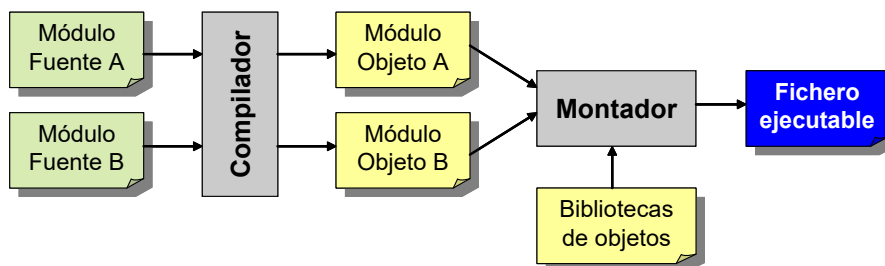 Módulo
Fuente A
Módulo
Fuente B
Compilador
Módulo
Objeto A
Módulo
Objeto B
Montador
Bibliotecas
de objetos
Fichero
ejecutable